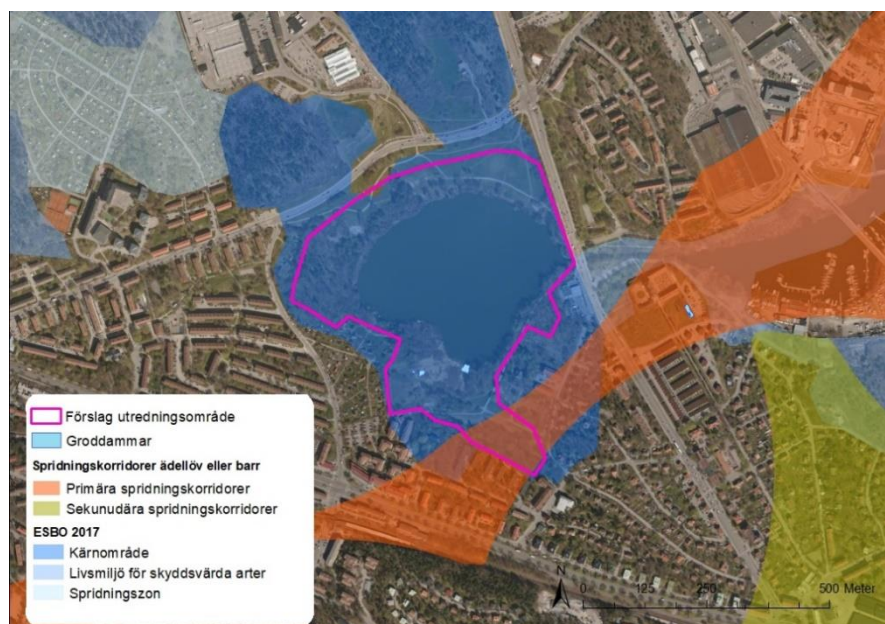 Förslag utredningsområde
Groddammar
Spridningskorridorer ädellöv eller barr
Primära spridningskorridorer
Sekunudära spridningskorridorer
ESBO 2017
Kärnområde
Livsmiljö för skyddsvärda arter
Spridningszon
N
0 125 250 500 Meter